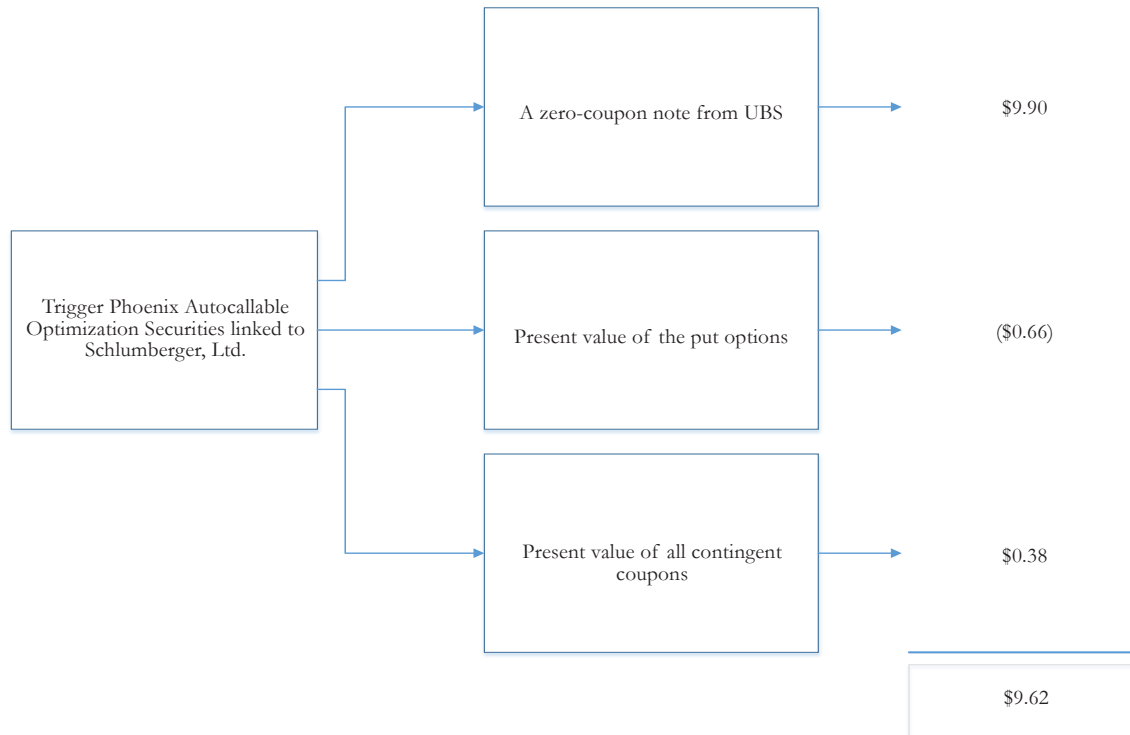 A zero-coupon note from UBS
$9.90
Trigger Phoenix Autocallable
Optimization Securities linked to
Schlumberger, Ltd.
Present value of the put options
($0.66)
Present value of all contingent
coupons
$0.38
$9.62